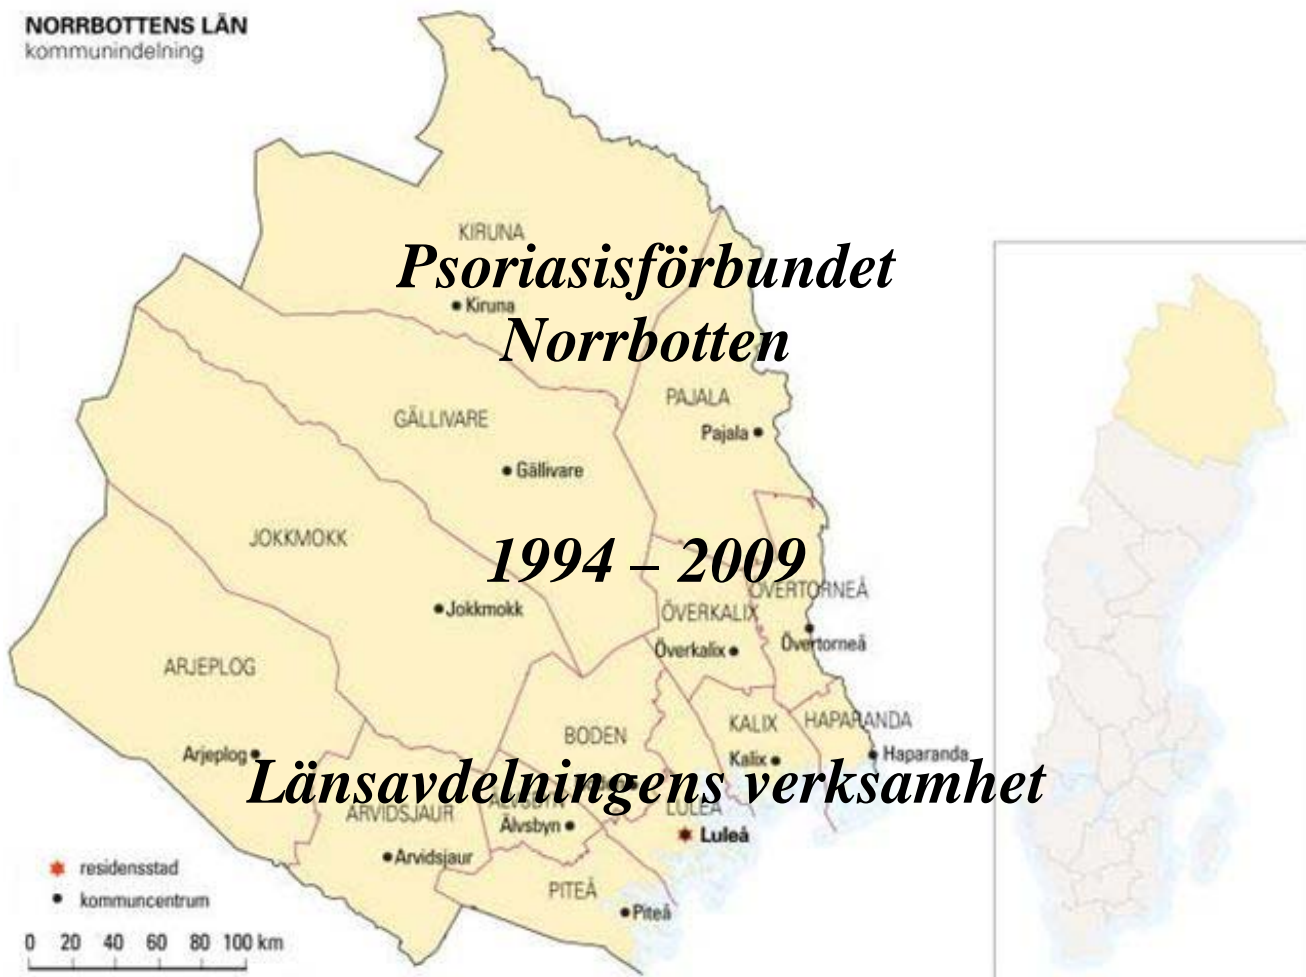 NORRBOTTENS LÄN
kommunindelning
KIRUNA
Psoriasisförbundet
Kiruna
Norrbotten
PAJALA
GÄLLIVARE
Pajala
Gällivare
JOKKMOKK
1994 – 2009
ÖVERTORNEÅ
Jokkmokk
ÖVERKALIX
Övertorneå
Överkalix
ARJEPLOG
HAPARANDA
KALIX
BODEN
Arjeplog
Kalix
Haparanda
Länsavdelningens verksamhet
ÄLVSBYN
LULEÅ
ARVIDSJAUR
Älvsbyn
Luleå
Arvidsjaur
residensstad
PITEÅ
kommuncentrum
Piteå
0 20 40 60 80 100 km